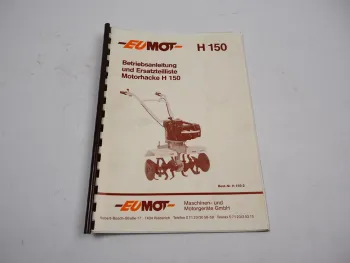 EUMOT H 150
Betriebsanleitung
und Ersatzteilliste
Motorhacke H 150
EUMOT Maschinen- und
Motorgeräte GmbH